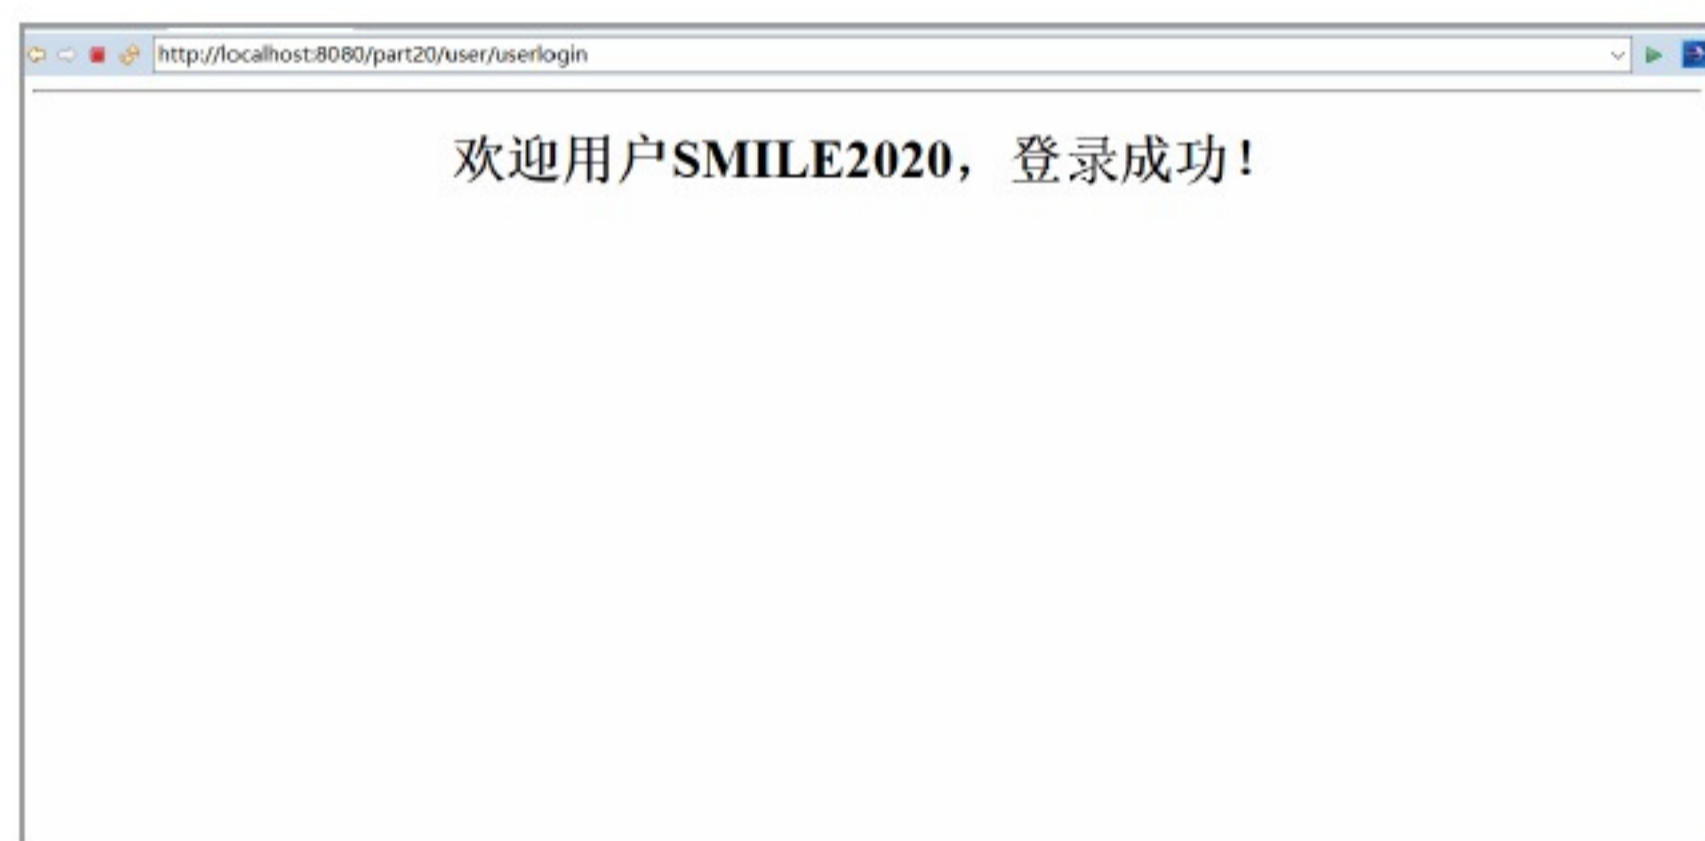 http://localhost:8080/part20/user/userlogin
欢迎用户SMILE2020，登录成功！